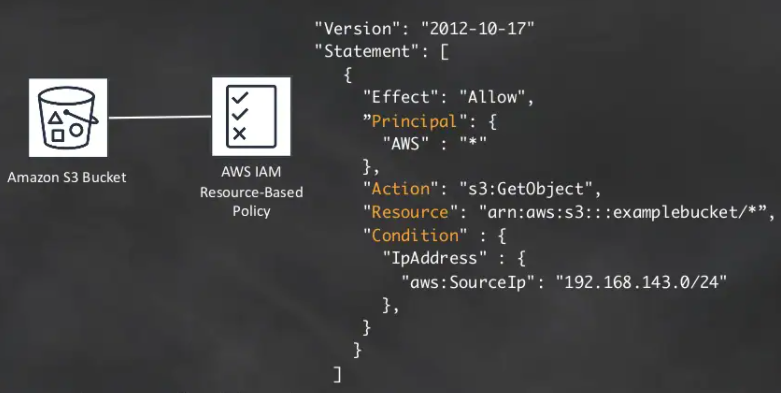 "Version": "2012-10-17"
"Statement": [
{
"Effect": "Allow",
”Principal": {
"AWS" : "*"
},
"Action": "s3:GetObject",
"Resource": "arn:aws:s3:::examplebucket/*”,
"Condition" : {
"IpAddress" : {
"aws:SourceIp": "192.168.143.0/24"
},
}
}
]
Amazon S3 Bucket
AWS IAM
Resource-Based
Policy